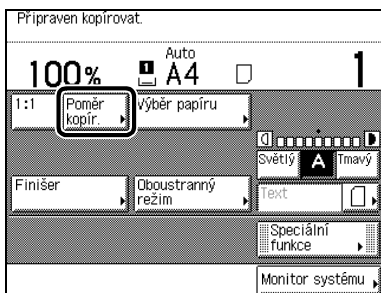 Připraven kopírovat.
Auto
100% 1 A4 1
1:1 Poměr kopír. Výběr papíru
Světlý A Tmavý
Finišer Oboustranný režim Text
Speciální funkce
Monitor systému